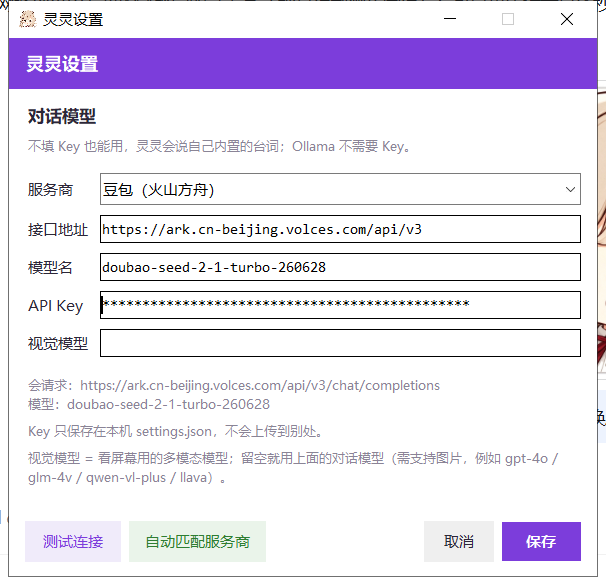 灵灵设置
灵灵设置
对话模型
不填 Key 也能用，灵灵会说自己内置的台词；Ollama 不需要 Key。
服务商 豆包（火山方舟）
接口地址 https://ark.cn-beijing.volces.com/api/v3
模型名 doubao-seed-2-1-turbo-260628
API Key **********************************************
视觉模型
会请求：https://ark.cn-beijing.volces.com/api/v3/chat/completions
模型：doubao-seed-2-1-turbo-260628
Key 只保存在本机 settings.json，不会上传到别处。
视觉模型 = 看屏幕用的多模态模型；留空就用上面的对话模型（需支持图片，例如 gpt-4o /
glm-4v / qwen-vl-plus / llava）。
测试连接 自动匹配服务商 取消 保存